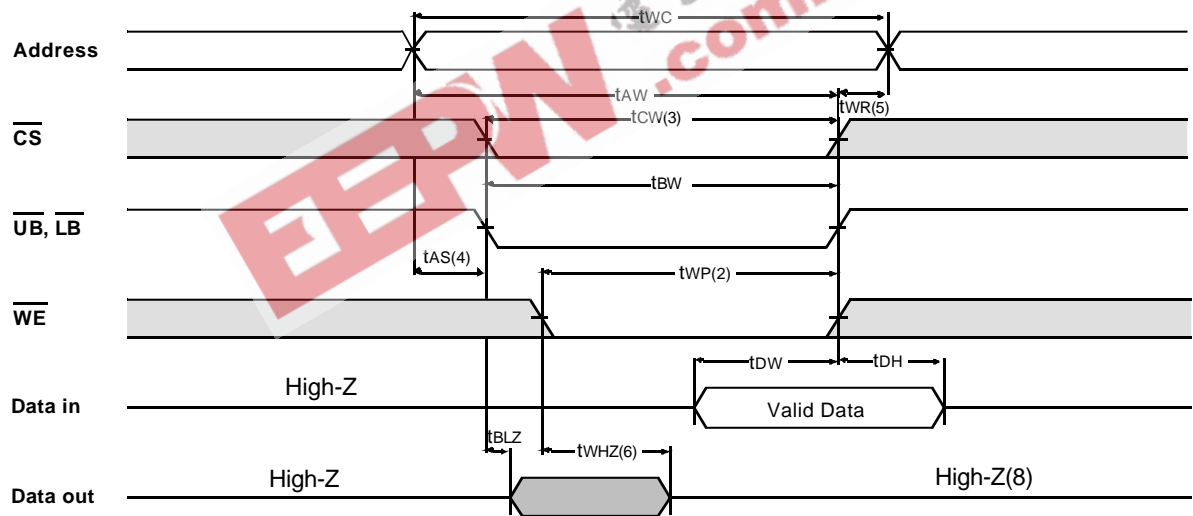 tWC
Address
tAW
tWR(5)
CS
tCW(3)
tBW
UB, LB
tAS(4)
tWP(2)
WE
tDW
tDH
High-Z
Data in
Valid Data
tBLZ
tWHZ(6)
High-Z
High-Z(8)
Data out
EEPW
.com